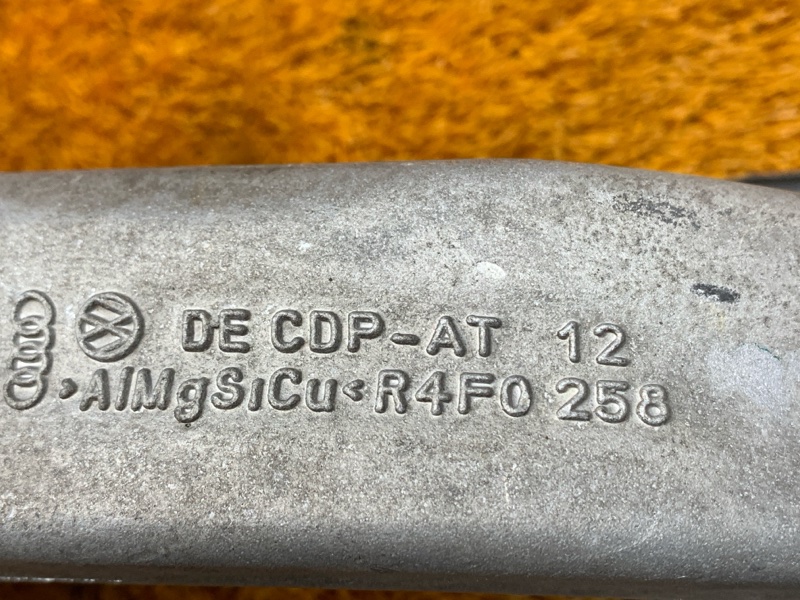 DE CDP-AT 12
>AlMgSiCu< R4F0 258